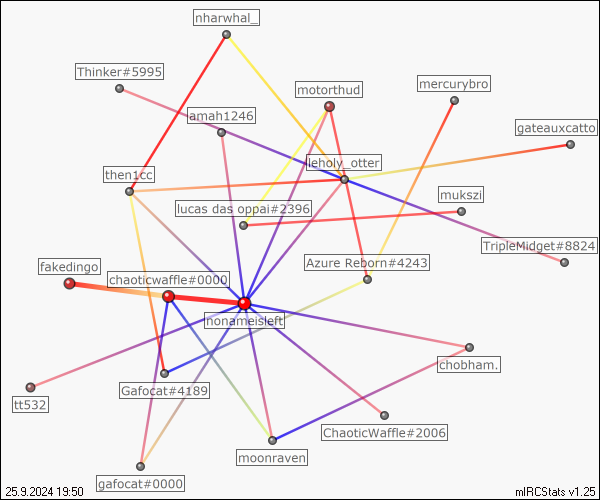 nharwhal_
Thinker#5995
motorthud
mercurybro
amah1246
gateauxcatto
leholy_otter
then1cc
mukszi
lucas das oppai#2396
TripleMidget#8824
fakedingo
Azure Reborn#4243
chaoticwaffle#0000
nonameisleft
chobham.
Gafocat#4189
tt532
ChaoticWaffle#2006
moonraven
gafocat#0000
25.9.2024 19:50
mIRCStats v1.25